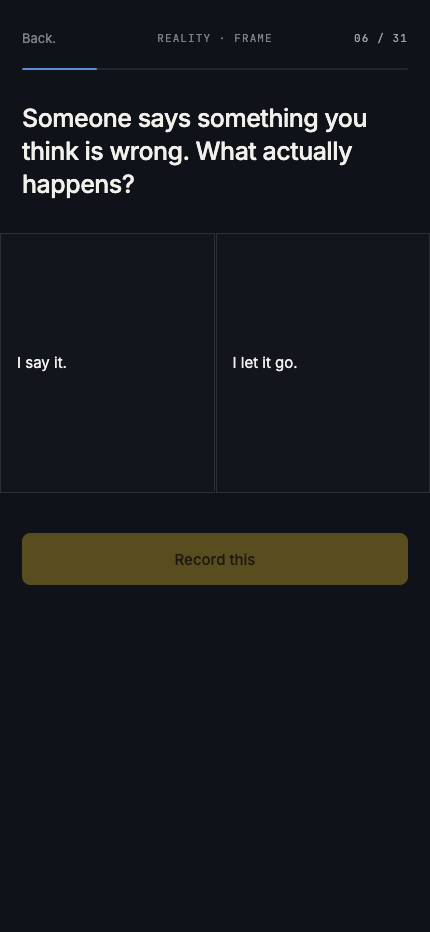 Back.
REALITY · FRAME
06 / 31
Someone says something you
think is wrong. What actually
happens?
I say it.
I let it go.
Record this